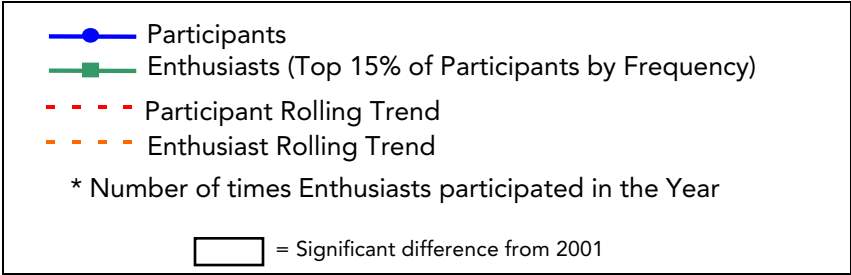 Participants
Enthusiasts (Top 15% of Participants by Frequency)
Participant Rolling Trend
Enthusiast Rolling Trend
* Number of times Enthusiasts participated in the Year
= Significant difference from 2001